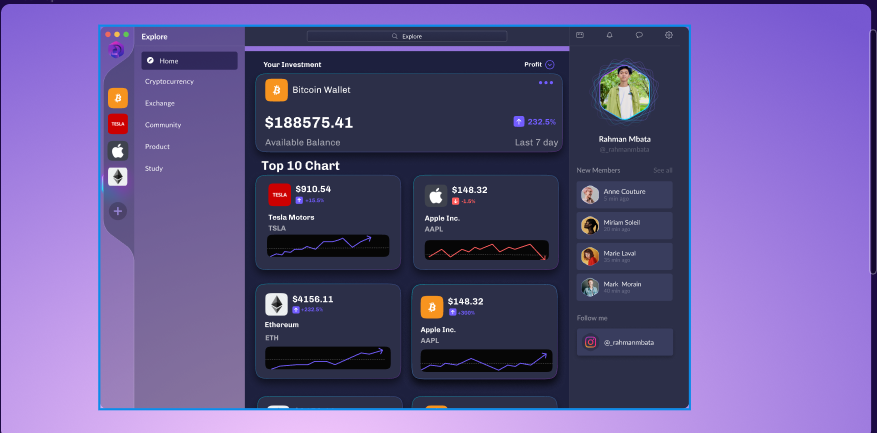 Explore
Home
Cryptocurrency
Exchange
Community
Product
Study
TESLA
Explore
Your Investment
Profit
Bitcoin Wallet
$188575.41
232.5%
Available Balance
Last 7 day
Top 10 Chart
TESLA
$910.54
+15.5%
Tesla Motors
TSLA
$148.32
-1.5%
Apple Inc.
AAPL
$4156.11
+232.5%
Ethereum
ETH
$148.32
+350%
Apple Inc.
AAPL
Rahman Mbata
@_rahmanmbata
New Members
See all
Anne Couture
5 min ago
Miriam Soleil
20 min ago
Marie Laval
Mark Morain
40 min ago
Follow me
@_rahmanmbata